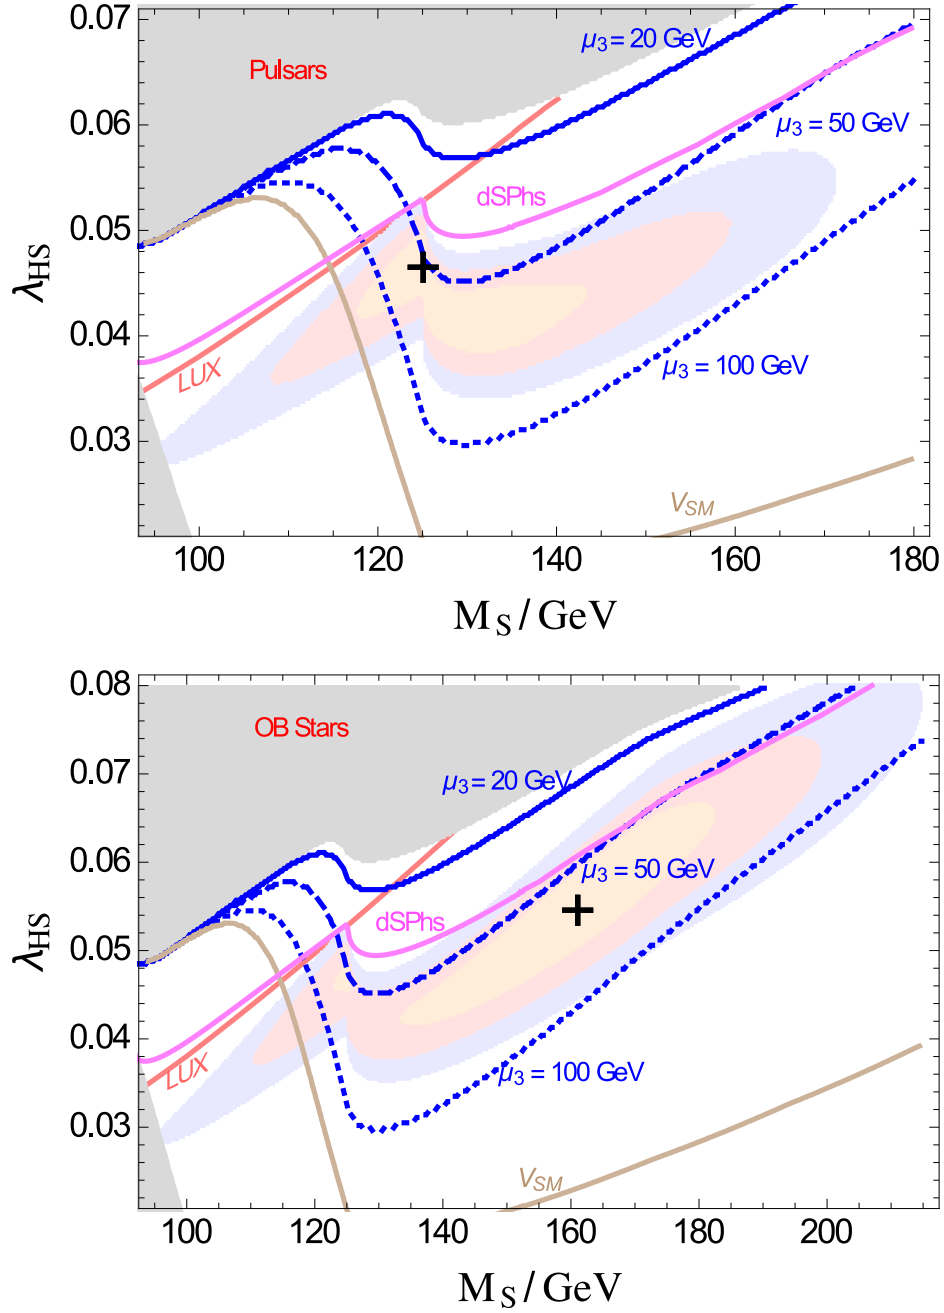 0.07
μ3 = 20 GeV
Pulsars
0.06
μ3 = 50 GeV
dSPhs
0.05
λHS
0.04
LUX
μ3 = 100 GeV
0.03
VSM
100 120 140 160 180
MS / GeV
0.08
OB Stars
0.07
μ3 = 20 GeV
0.06
μ3 = 50 GeV
dSPhs
0.05
λHS
0.04
LUX
μ3 = 100 GeV
0.03
VSM
100 120 140 160 180 200
MS / GeV